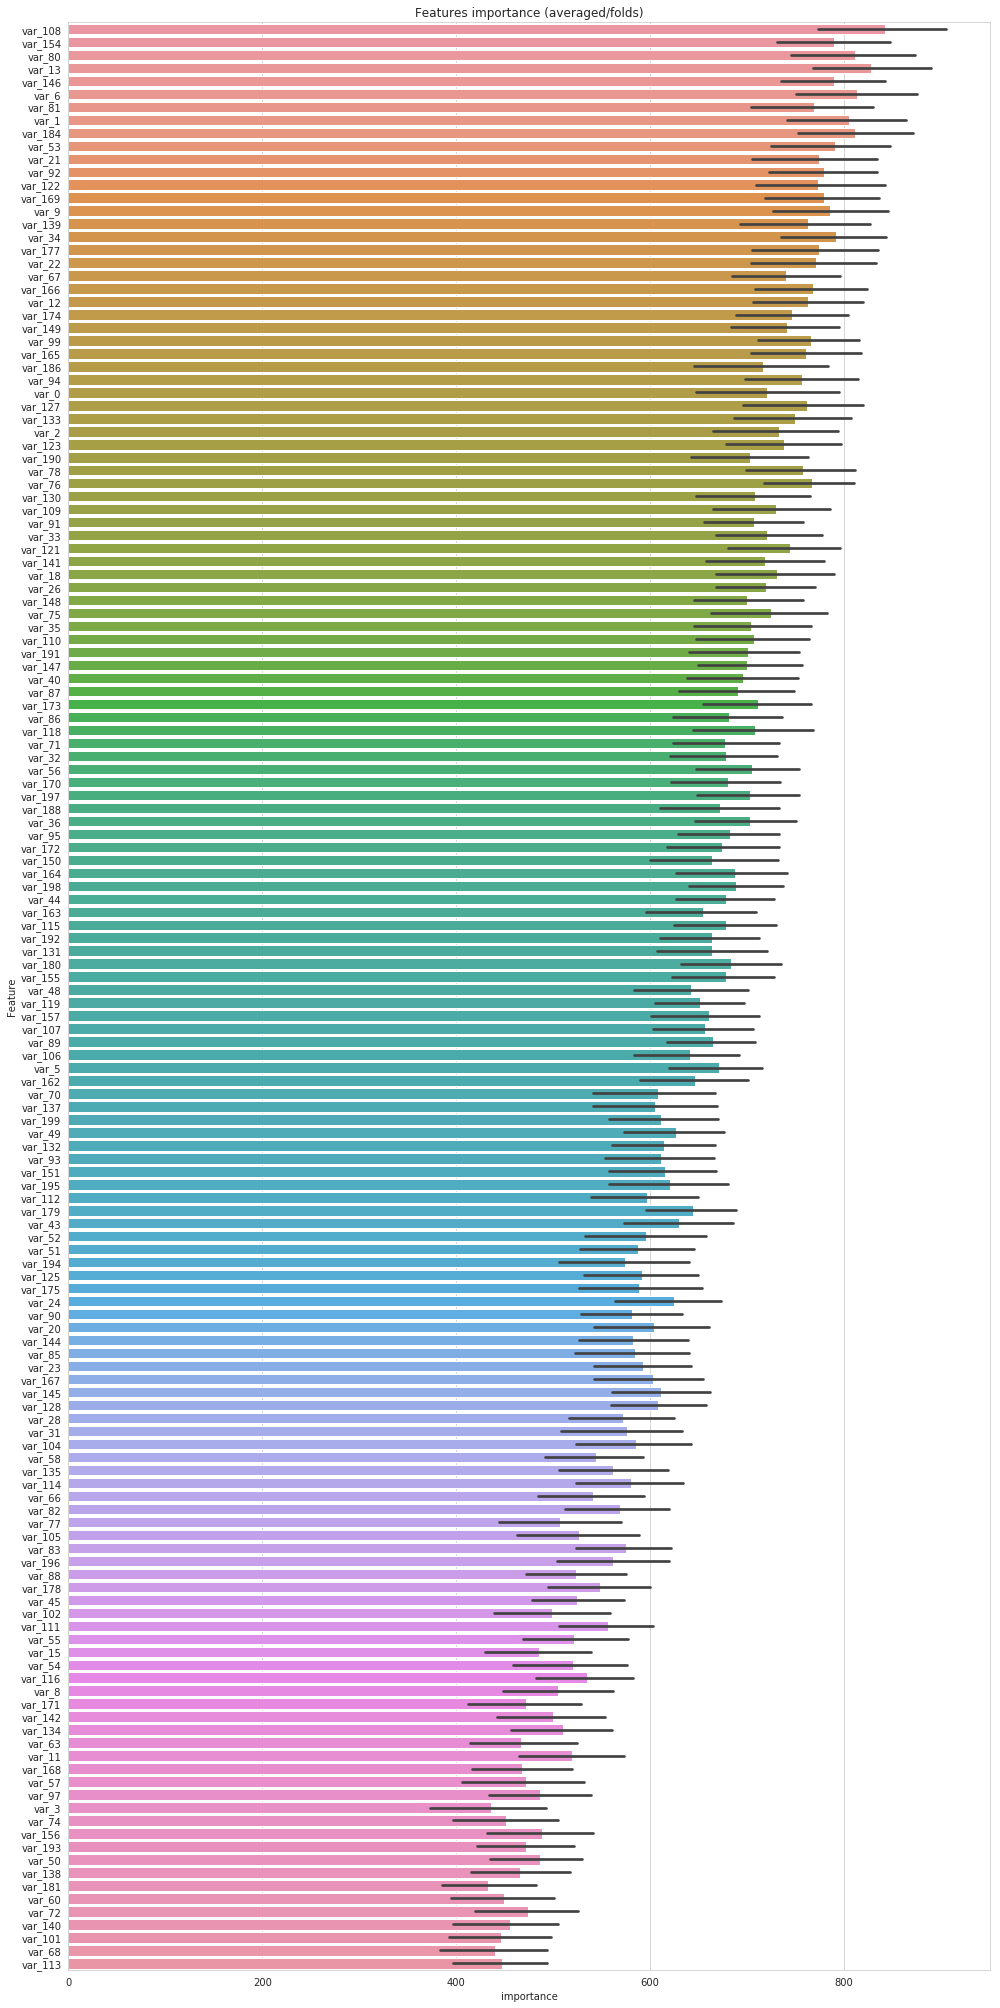 Features importance (averaged/folds)
var_108
var_154
var_80
var_13
var_146
var_6
var_81
var_1
var_184
var_53
var_21
var_92
var_122
var_169
var_9
var_139
var_34
var_177
var_22
var_67
var_166
var_12
var_174
var_149
var_99
var_165
var_186
var_94
var_0
var_127
var_133
var_2
var_123
var_190
var_78
var_76
var_130
var_109
var_91
var_33
var_121
var_141
var_18
var_26
var_148
var_75
var_35
var_110
var_191
var_147
var_40
var_87
var_173
var_86
var_118
var_71
var_32
var_56
var_170
var_197
var_188
var_36
var_95
var_172
var_150
var_164
var_198
var_44
var_163
var_115
var_192
var_131
var_180
var_155
var_48
var_119
var_157
var_107
var_89
var_106
var_5
var_162
var_70
var_137
var_199
var_49
var_132
var_93
var_151
var_195
var_112
var_179
var_43
var_52
var_51
var_194
var_125
var_175
var_24
var_90
var_20
var_144
var_85
var_23
var_167
var_145
var_128
var_28
var_31
var_104
var_58
var_135
var_114
var_66
var_82
var_77
var_105
var_83
var_196
var_88
var_178
var_45
var_102
var_111
var_55
var_15
var_54
var_116
var_8
var_171
var_142
var_134
var_63
var_11
var_168
var_57
var_97
var_3
var_74
var_156
var_193
var_50
var_138
var_181
var_60
var_72
var_140
var_101
var_68
var_113
Feature
0 200 400 600 800
importance